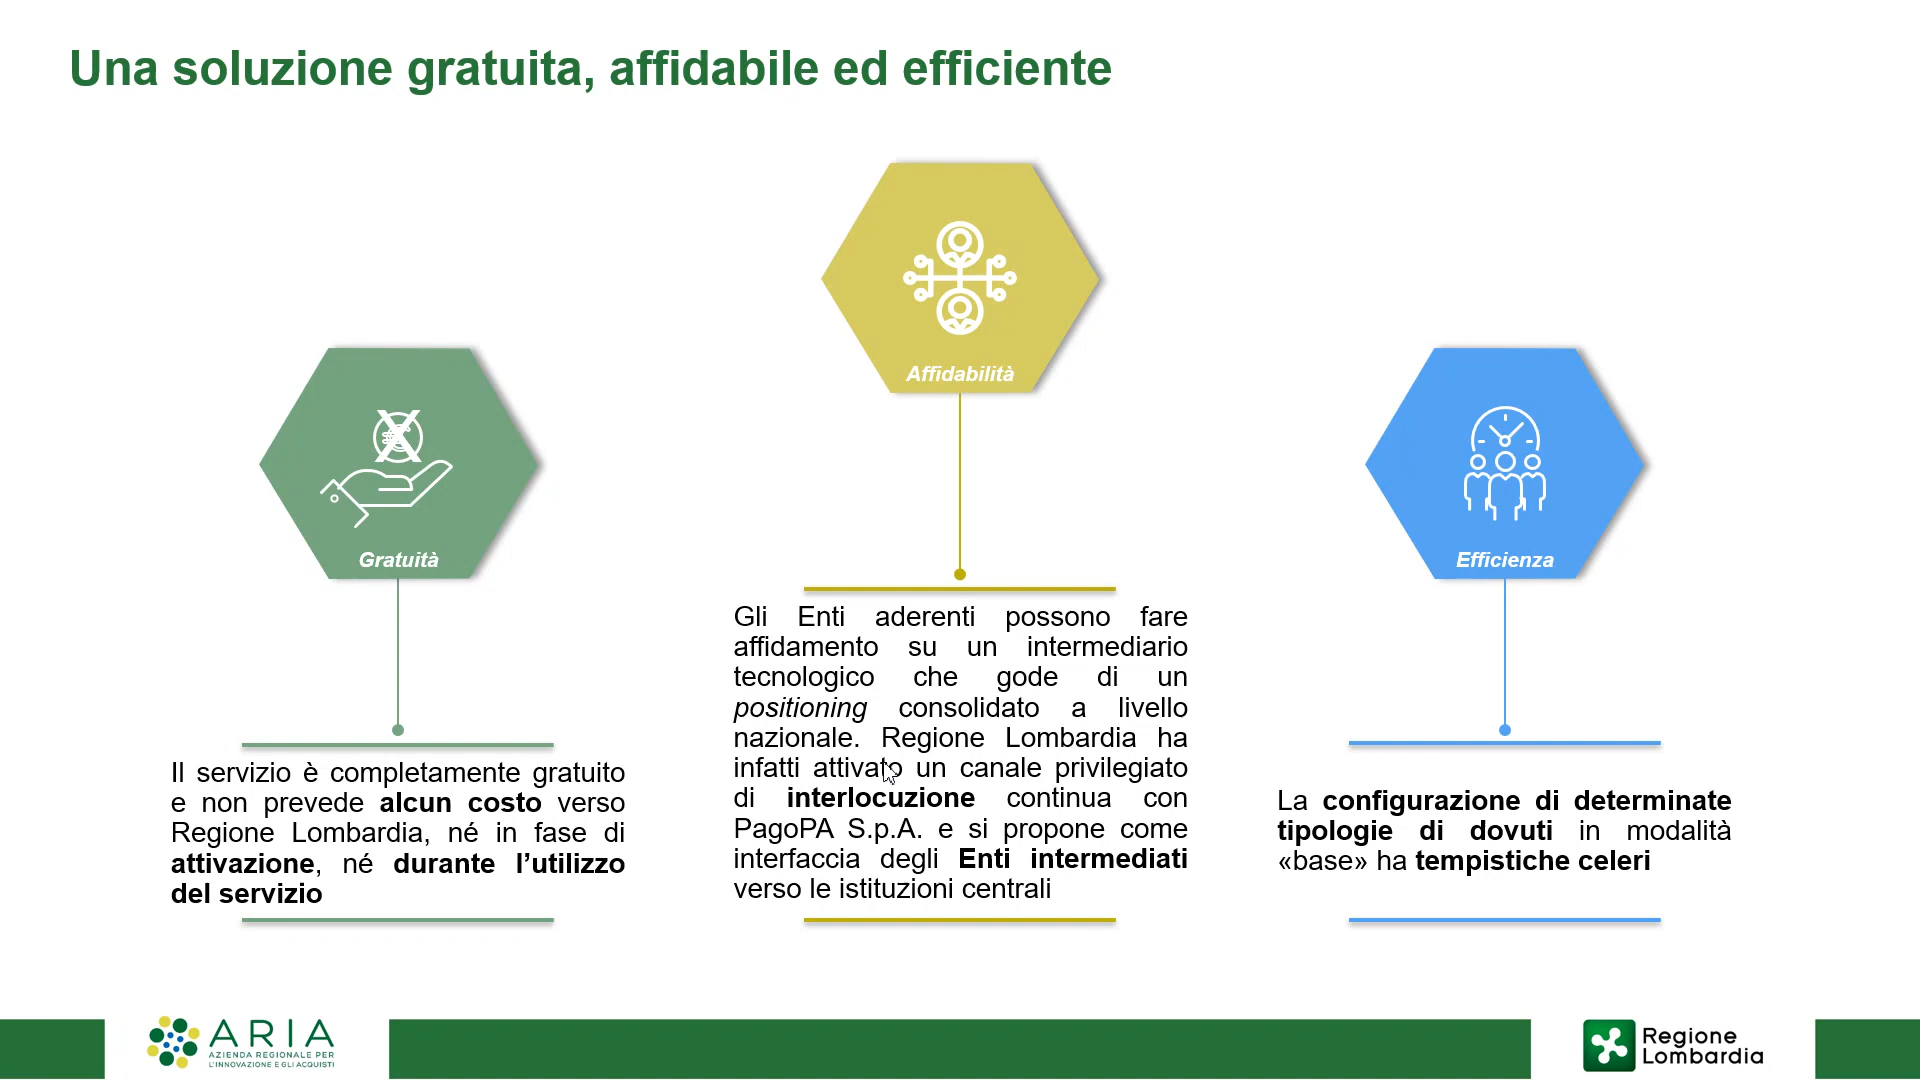 Una soluzione gratuita, affidabile ed efficiente
Affidabilità
Gratuità
Efficienza
Il servizio è completamente gratuito
e non prevede alcun costo verso
Regione Lombardia, né in fase di
attivazione, né durante l’utilizzo
del servizio
Gli Enti aderenti possono fare
affidamento su un intermediario
tecnologico che gode di un
positioning consolidato a livello
nazionale. Regione Lombardia ha
infatti attivato un canale privilegiato
di interlocuzione continua con
PagoPA S.p.A. e si propone come
interfaccia degli Enti intermediati
verso le istituzioni centrali
La configurazione di determinate
tipologie di dovuti in modalità
«base» ha tempistiche celeri
ARIA
AZIENDA REGIONALE PER
L'INNOVAZIONE E GLI ACQUISTI
Regione
Lombardia